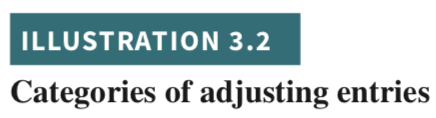 ILLUSTRATION 3.2
Categories of adjusting entries